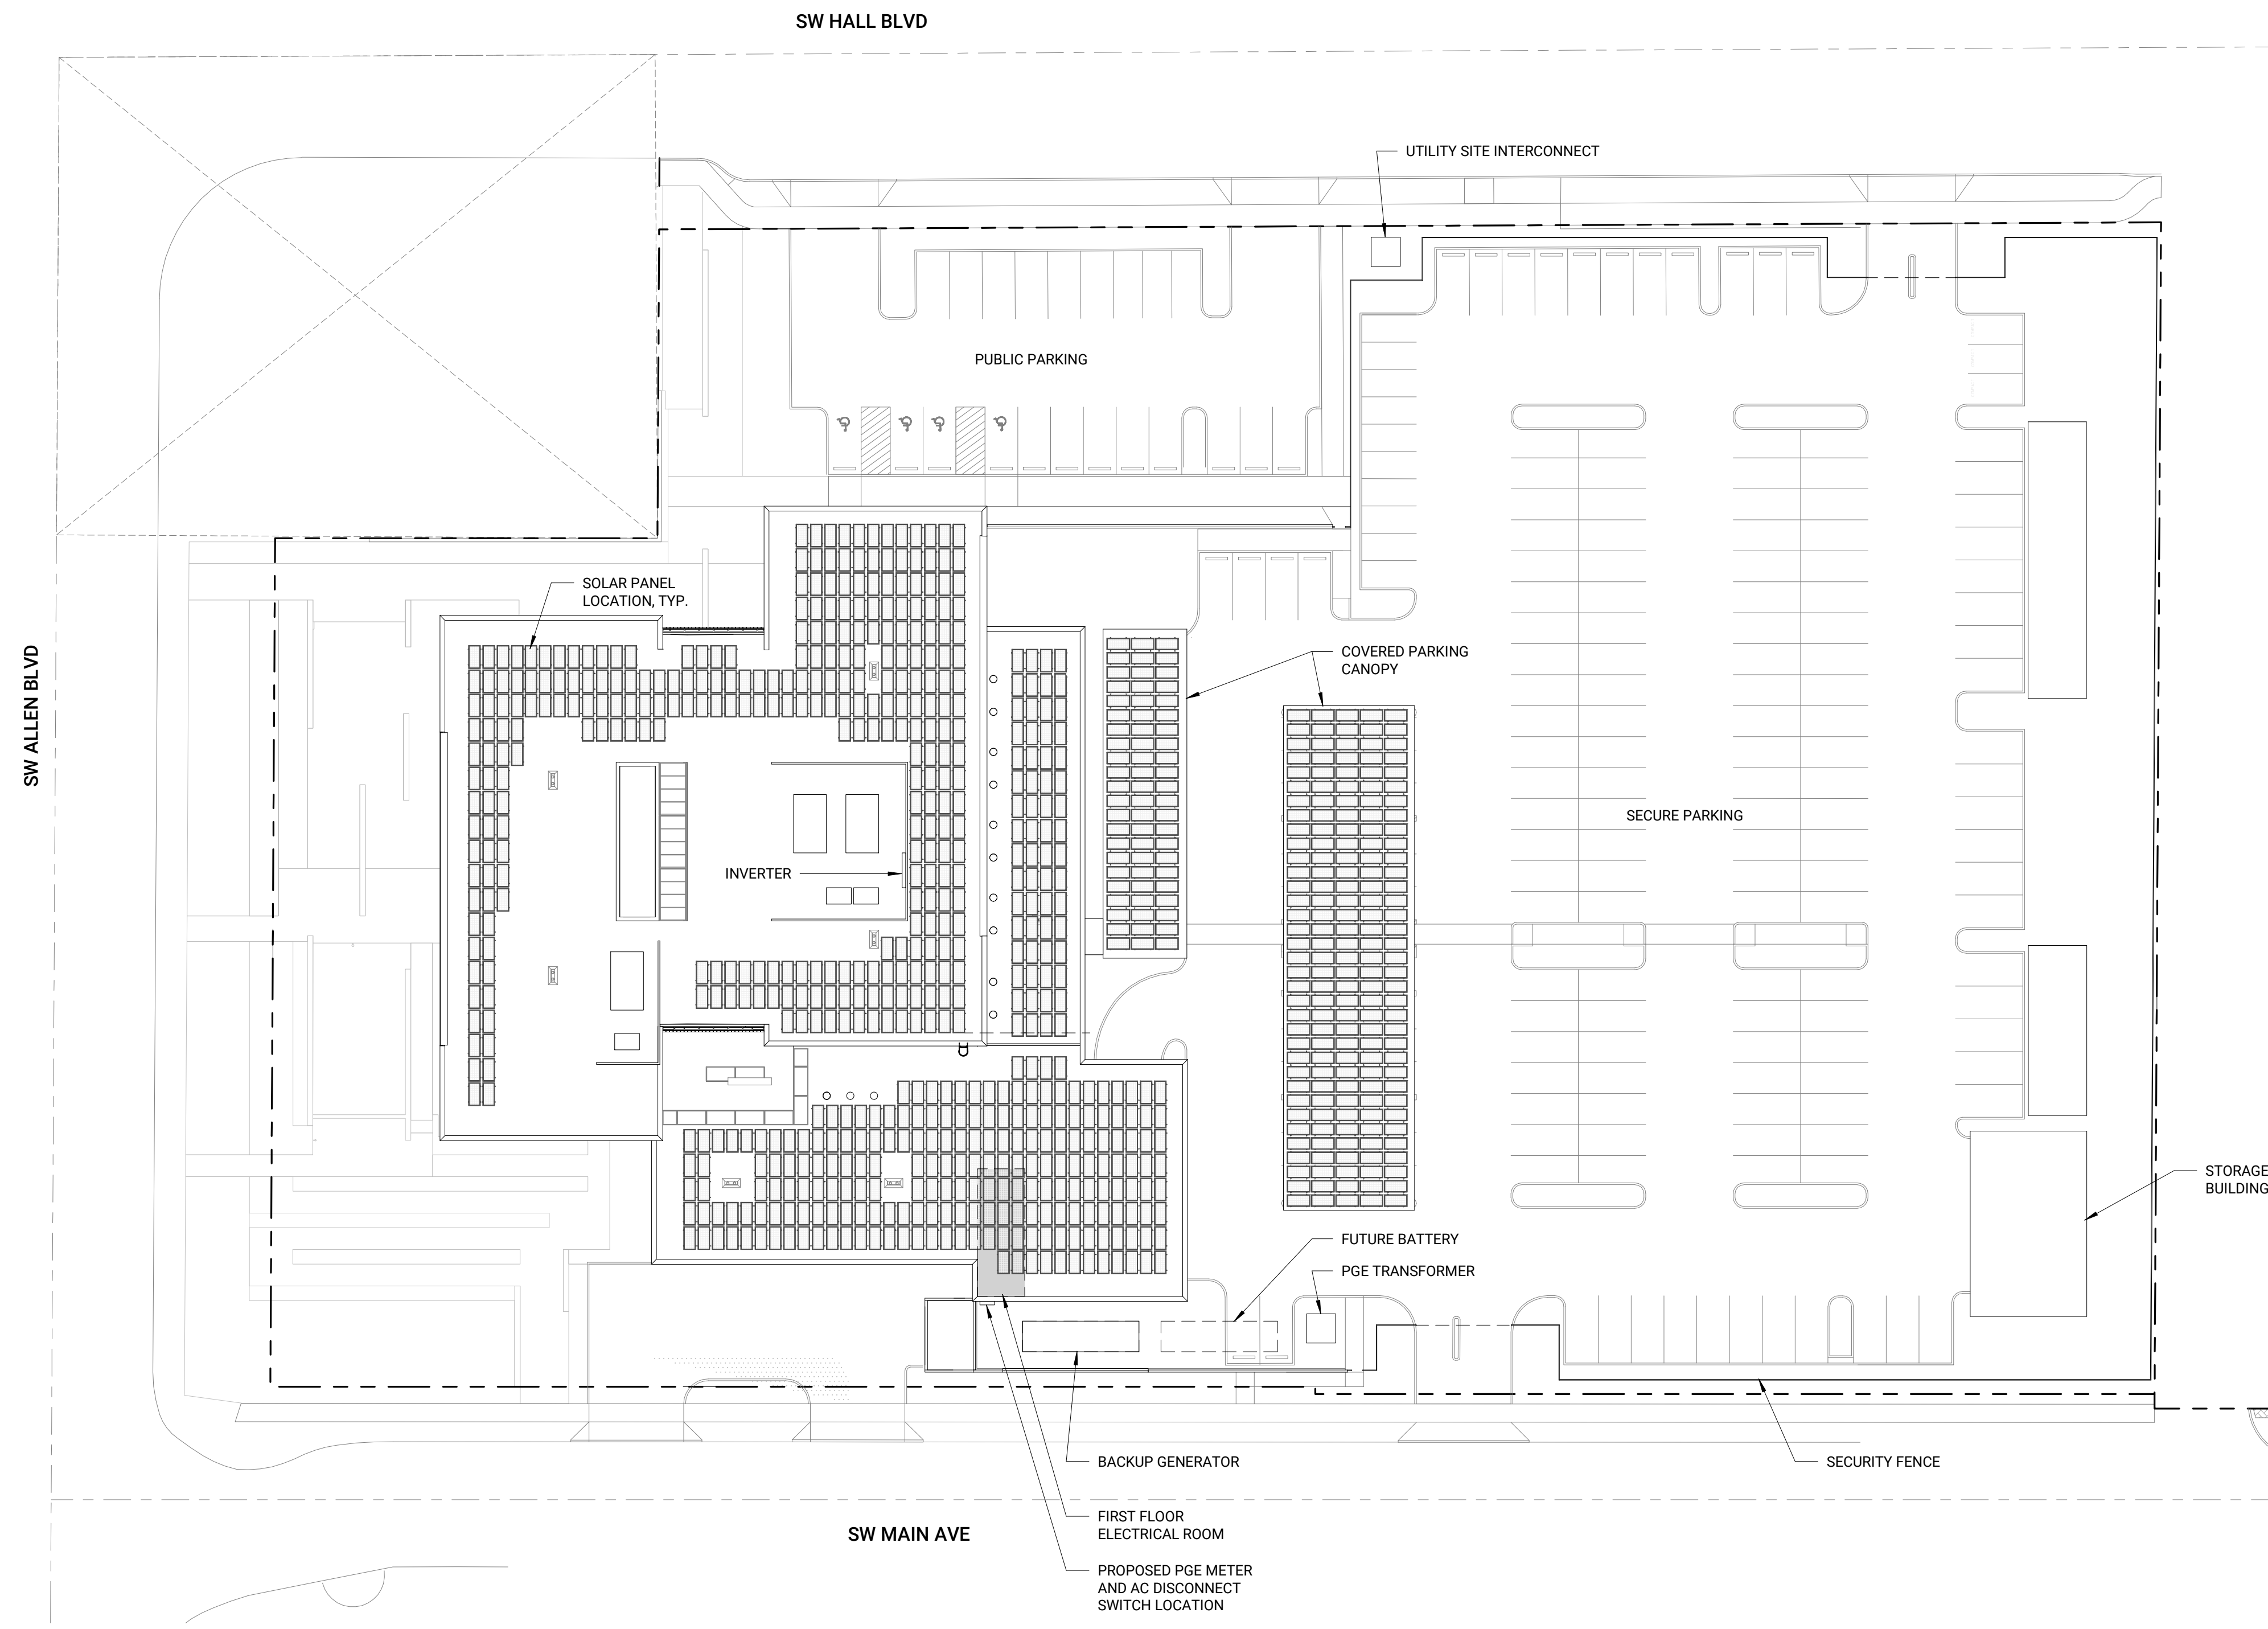 SW HALL BLVD
UTILITY SITE INTERCONNECT
PUBLIC PARKING
SOLAR PANEL
LOCATION, TYP.
COVERED PARKING
CANOPY
SW ALLEN BLVD
SECURE PARKING
INVERTER
STORAGE
BUILDING
FUTURE BATTERY
PGE TRANSFORMER
BACKUP GENERATOR
SECURITY FENCE
FIRST FLOOR
ELECTRICAL ROOM
SW MAIN AVE
PROPOSED PGE METER
AND AC DISCONNECT
SWITCH LOCATION